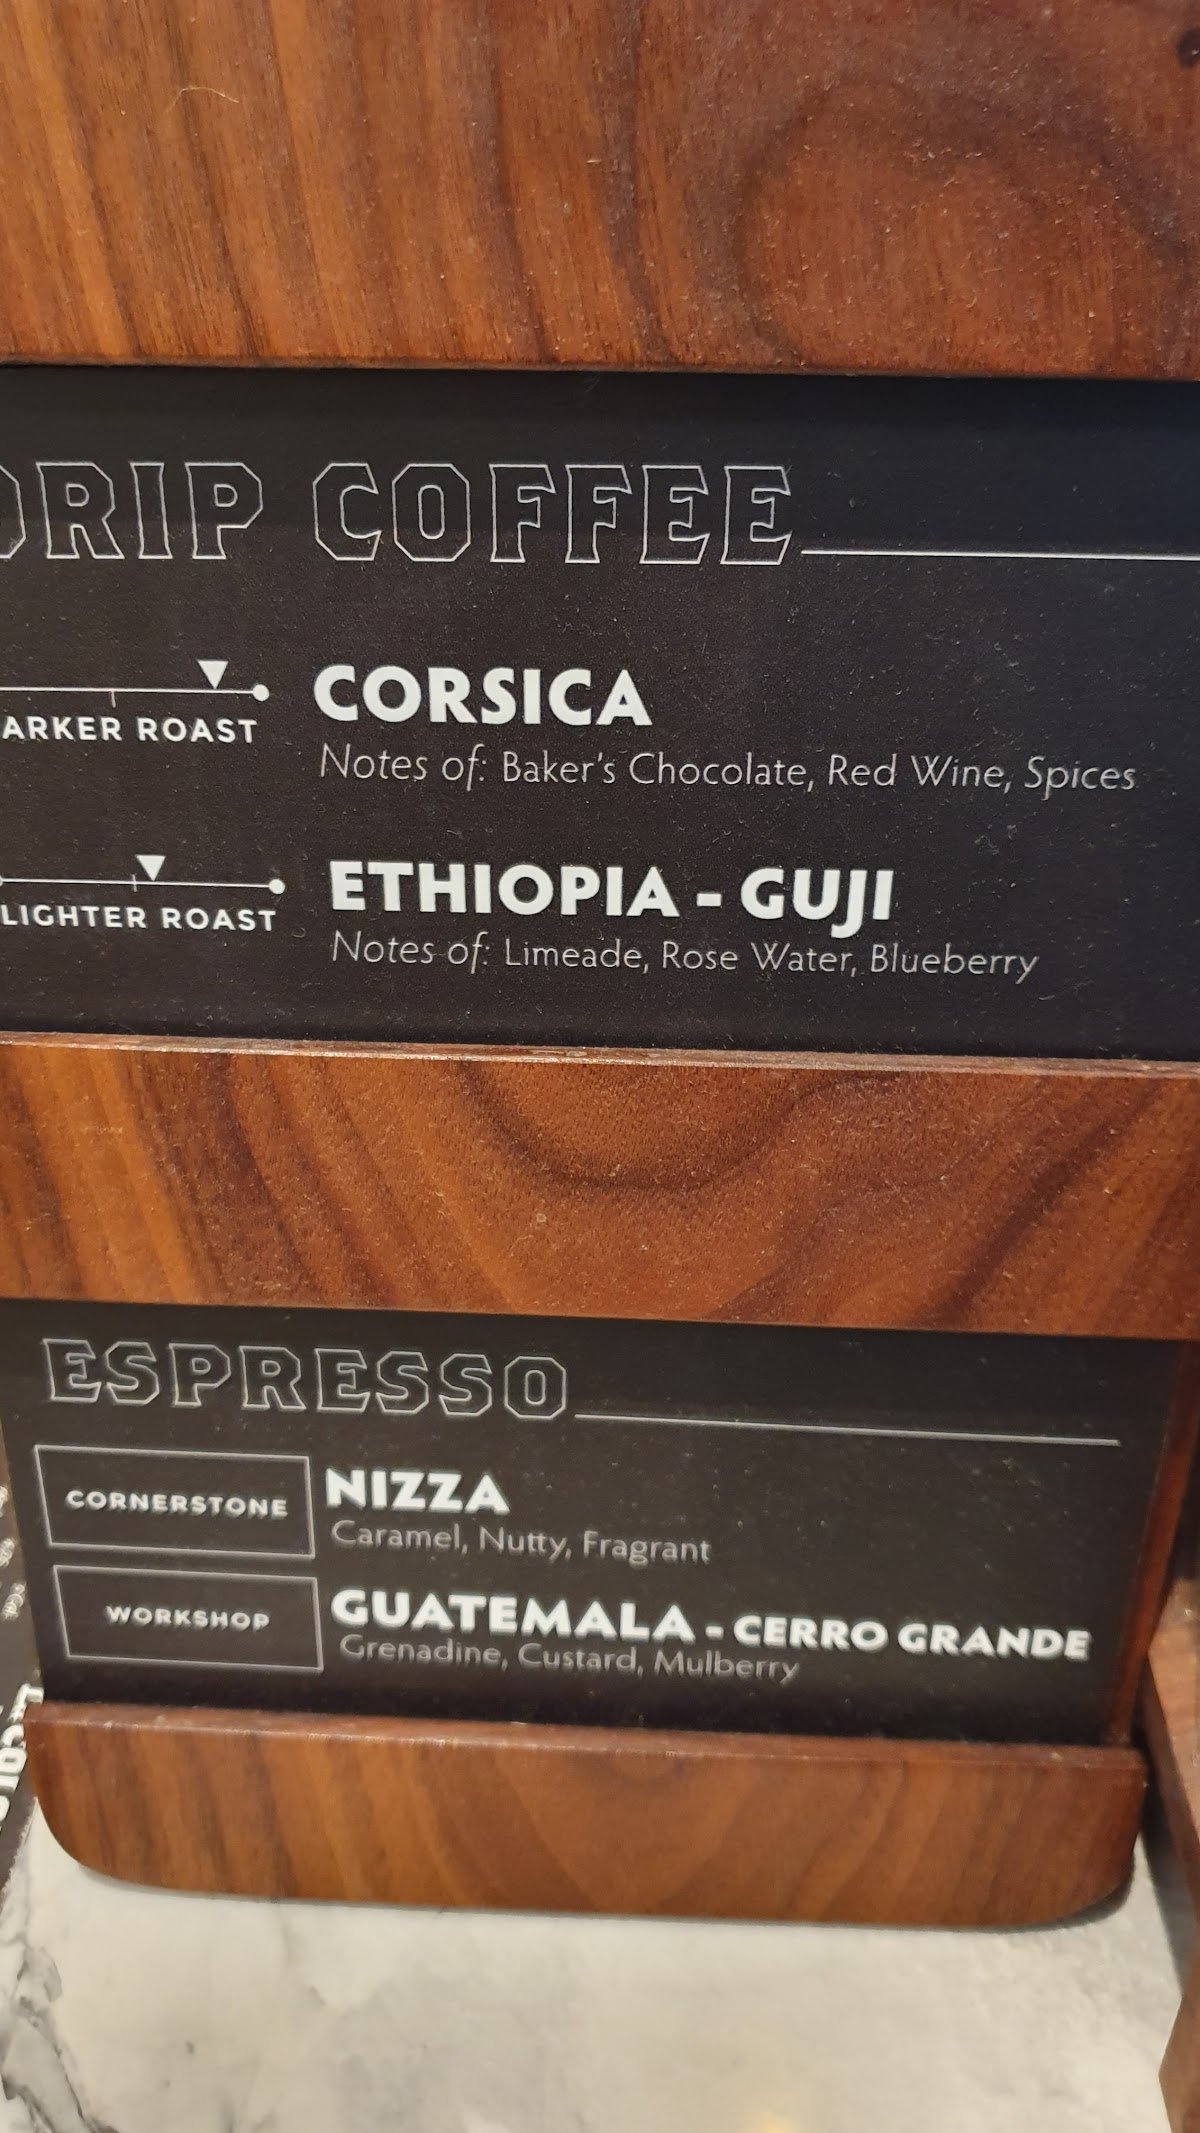 DRIP COFFEE
CORSICA
ARKER ROAST
Notes of: Baker's Chocolate, Red Wine, Spices
ETHIOPIA - GUJI
LIGHTER ROAST
Notes of: Limeade, Rose Water, Blueberry
ESPRESSO
CORNERSTONE
NIZZA
Caramel, Nutty, Fragrant
WORKSHOP
GUATEMALA - CERRO GRANDE
Grenadine, Custard, Mulberry